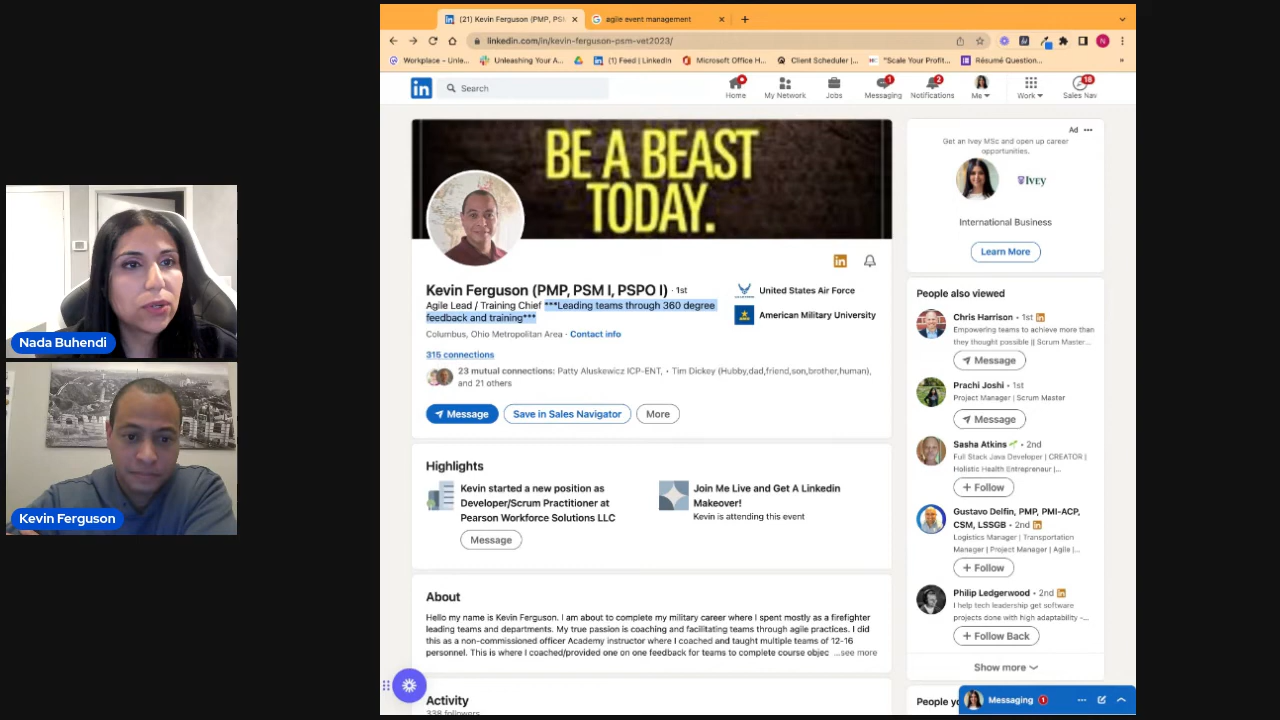 (21) Kevin Ferguson (PMP, PSM
agile event management
linkedin.com/in/kevin-ferguson-psm-vet2023/
N
Workplace - Unle...
Unleashing Your A...
(1) Feed | LinkedIn
Microsoft Office H...
Client Scheduler |...
"Scale Your Profit...
Résumé Question...
in
Search
Home
My Network
Jobs
1
Messaging
2
Notifications
Me
Work
18
Sales Nav
BE A BEAST
TODAY.
Kevin Ferguson (PMP, PSM I, PSPO I) · 1st
Agile Lead / Training Chief ***Leading teams through 360 degree
feedback and training***
Columbus, Ohio Metropolitan Area · Contact info
315 connections
23 mutual connections: Patty Aluskewicz ICP-ENT, • Tim Dickey (Hubby,dad,friend,son,brother,human),
and 21 others
United States Air Force
American Military University
Message
Save in Sales Navigator
More
Highlights
Kevin started a new position as
Developer/Scrum Practitioner at
Pearson Workforce Solutions LLC
Message
Join Me Live and Get A Linkedin
Makeover!
Kevin is attending this event
About
Hello my name is Kevin Ferguson. I am about to complete my military career where I spent mostly as a firefighter
leading teams and departments. My true passion is coaching and facilitating teams through agile practices. I did
this as a non-commissioned officer Academy instructor where I coached and taught multiple teams of 12-16
personnel. This is where I coached/provided one on one feedback for teams to complete course objec ...see more
Activity
338 followers
Ad ...
Get an Ivey MSc and open up career
opportunities.
IVEY
International Business
Learn More
People also viewed
Chris Harrison • 1st
Empowering teams to achieve more than
they thought possible || Scrum Master...
Message
Prachi Joshi • 1st
Project Manager | Scrum Master
Message
Sasha Atkins • 2nd
Full Stack Java Developer | CREATOR |
Holistic Health Entrepreneur |...
+ Follow
Gustavo Delfin, PMP, PMI-ACP,
CSM, LSSGB • 2nd
Logistics Manager | Transportation
Manager | Project Manager | Agile |...
+ Follow
Philip Ledgerwood • 2nd
I help tech leadership get software
projects done with high adaptability -...
+ Follow Back
Show more
People yo
Messaging 1
Nada Buhendi
Kevin Ferguson